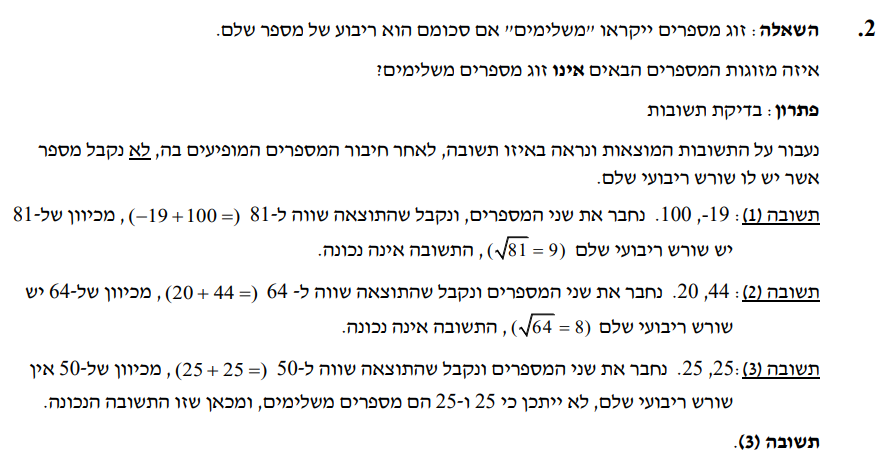 2. השאלה: זוג מספרים ייקראו "משלימים" אם סכומם הוא ריבוע של מספר שלם.
איזה מזוגות המספרים הבאים אינו זוג מספרים משלימים?
פתרון: בדיקת תשובות
נעבור על התשובות המוצאות ונראה באיזו תשובה, לאחר חיבור המספרים המופיעים בה, לא נקבל מספר
אשר יש לו שורש ריבועי שלם.
תשובה (1): 19-, 100. נחבר את שני המספרים, ונקבל שהתוצאה שווה ל-81 (= 100 + 19−), מכיוון של-81
יש שורש ריבועי שלם (√81 = 9), התשובה אינה נכונה.
תשובה (2): 44, 20. נחבר את שני המספרים ונקבל שהתוצאה שווה ל- 64 (= 44 + 20), מכיוון של-64 יש
שורש ריבועי שלם (√64 = 8), התשובה אינה נכונה.
תשובה (3): 25, 25. נחבר את שני המספרים ונקבל שהתוצאה שווה ל-50 (= 25 + 25), מכיוון של-50 אין
שורש ריבועי שלם, לא ייתכן כי 25 ו-25 הם מספרים משלימים, ומכאן שזו התשובה הנכונה.
תשובה (3).